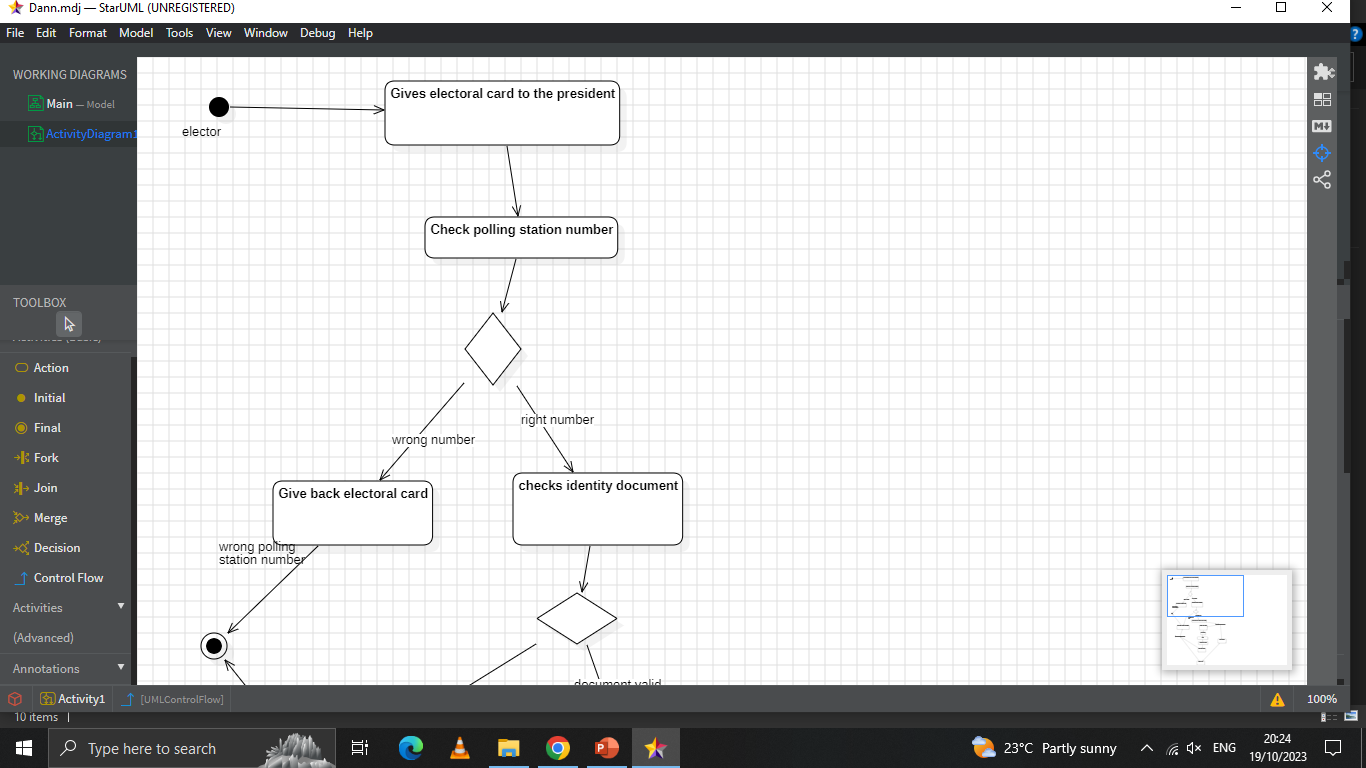 Dann.mdj — StarUML (UNREGISTERED)
File Edit Format Model Tools View Window Debug Help
WORKING DIAGRAMS
Main — Model
ActivityDiagram1
TOOLBOX
Action
Initial
Final
Fork
Join
Merge
Decision
Control Flow
Activities
(Advanced)
Annotations
elector
Gives electoral card to the president
Check polling station number
wrong number
right number
Give back electoral card
checks identity document
wrong polling
station number
document valid
M
Activity1 [UMLControlFlow]
100%
10 items
Type here to search
23°C Partly sunny
ENG
20:24
19/10/2023